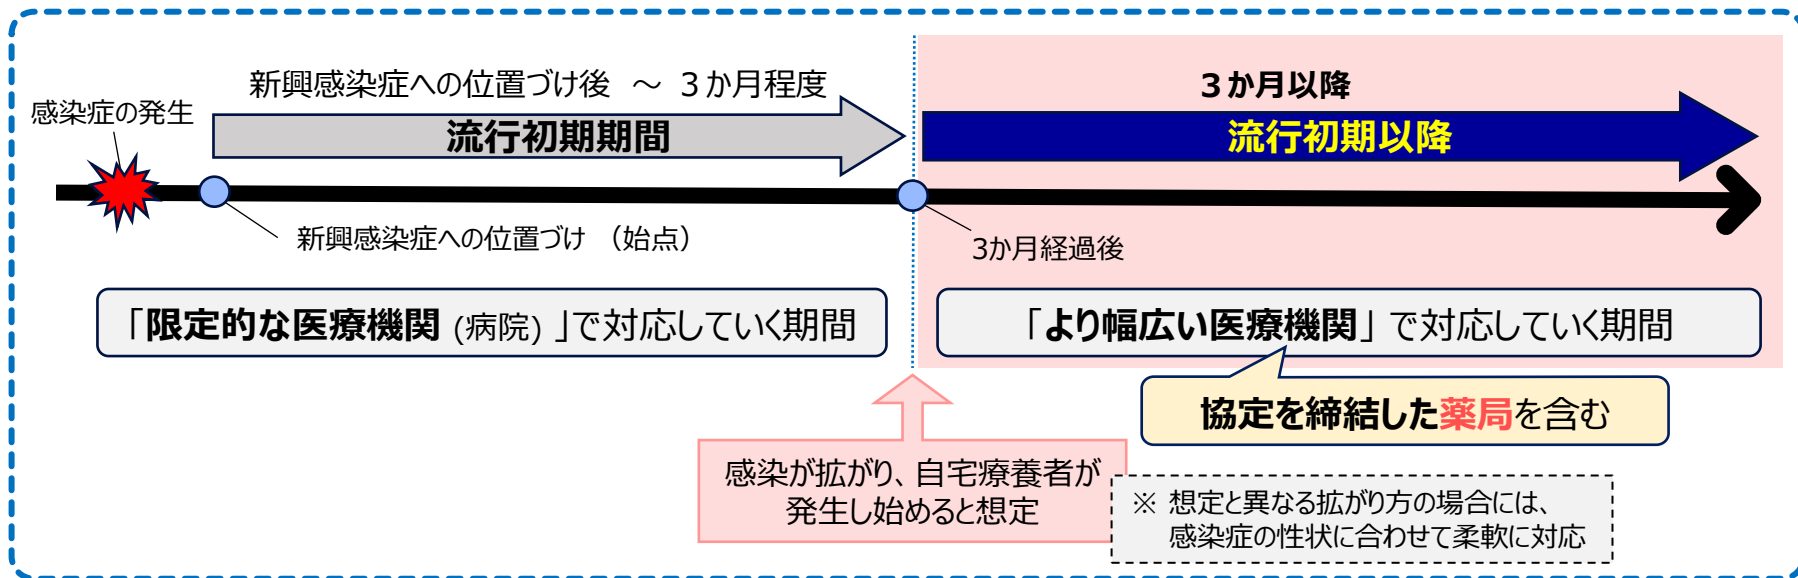 新興感染症への位置づけ後 ～ 3か月程度
3か月以降
感染症の発生
流行初期期間
流行初期以降
新興感染症への位置づけ （始点）
3か月経過後
「限定的な医療機関 (病院) 」で対応していく期間
「より幅広い医療機関」 で対応していく期間
協定を締結した薬局を含む
感染が拡がり、自宅療養者が
発生し始めると想定
※ 想定と異なる拡がり方の場合には、
感染症の性状に合わせて柔軟に対応